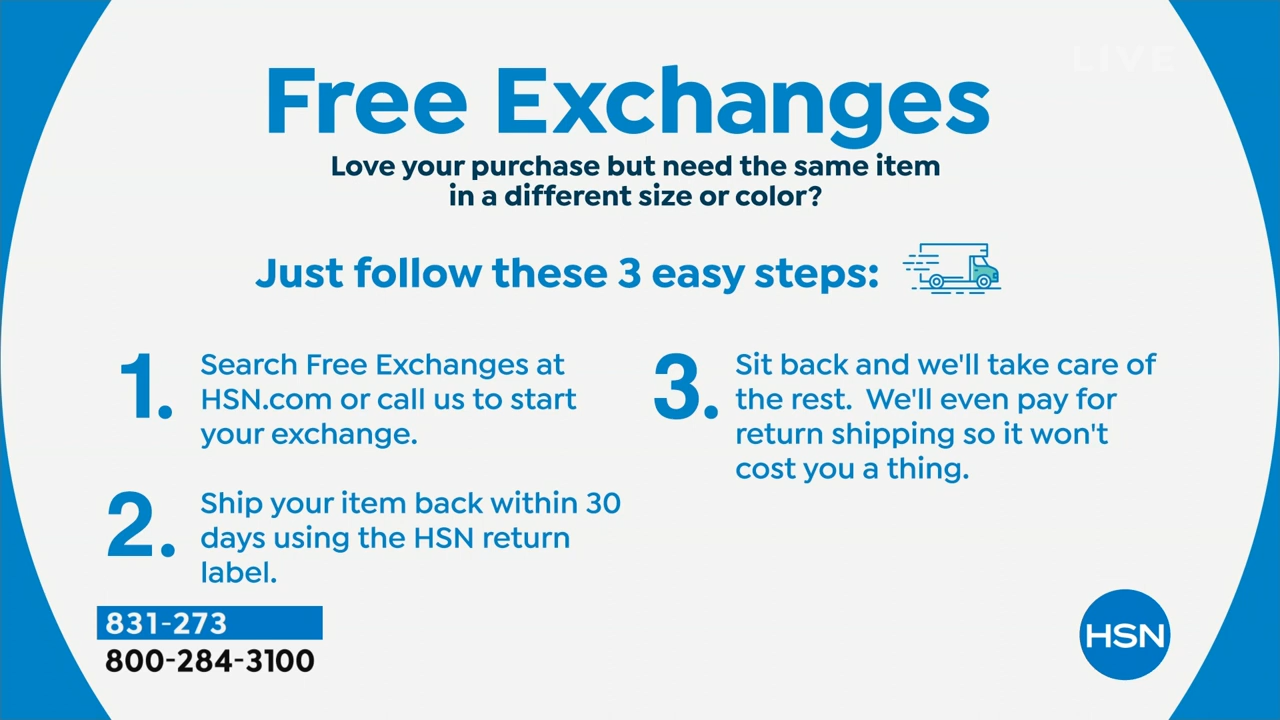 LIVE
Free Exchanges
Love your purchase but need the same item
in a different size or color?
Just follow these 3 easy steps:
1. Search Free Exchanges at
HSN.com or call us to start
your exchange.
2. Ship your item back within 30
days using the HSN return
label.
3. Sit back and we'll take care of
the rest. We'll even pay for
return shipping so it won't
cost you a thing.
831-273
800-284-3100
HSN